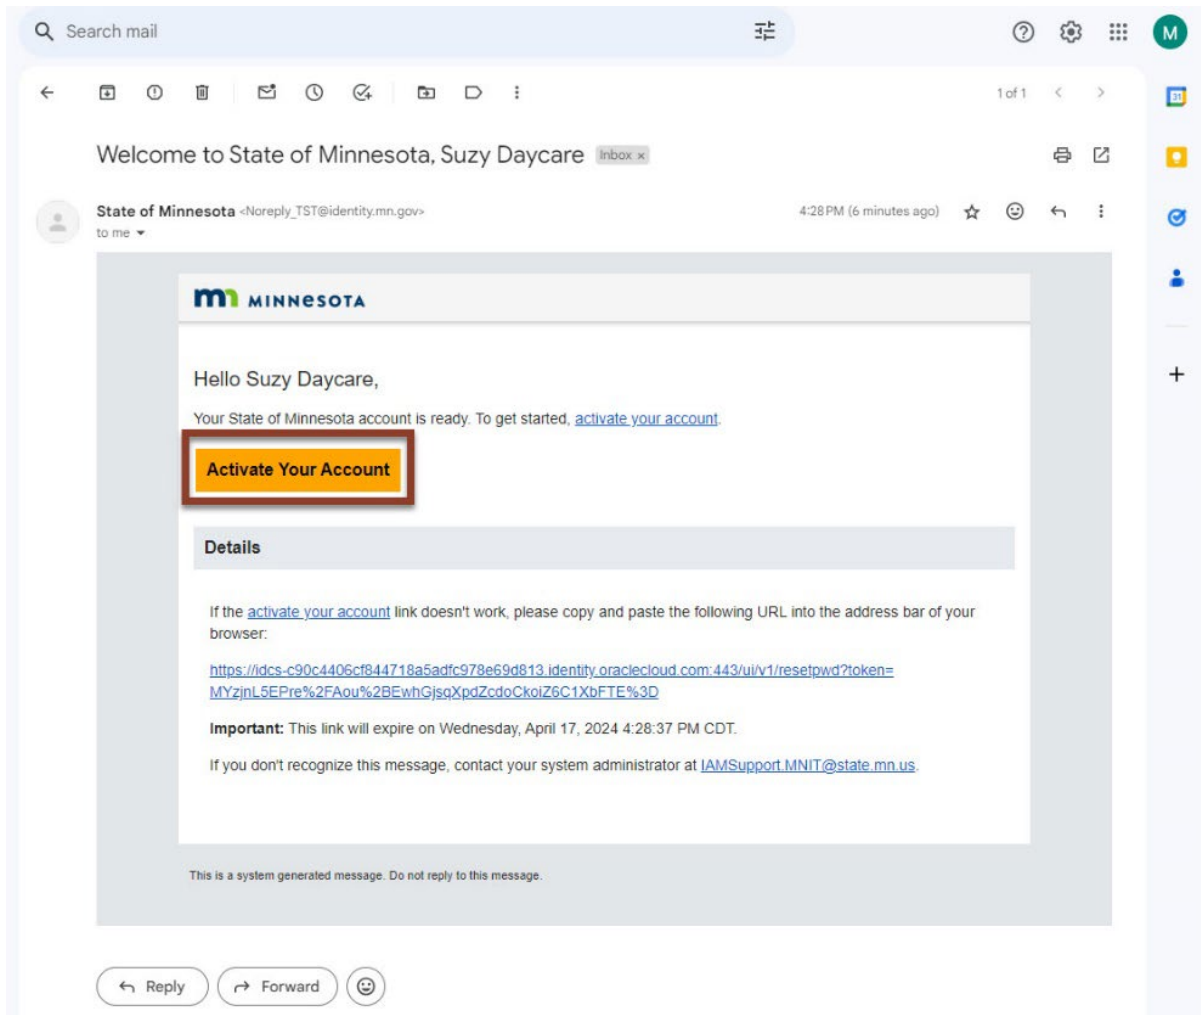 Search mail
M
1 of 1
31
Welcome to State of Minnesota, Suzy Daycare Inbox x
State of Minnesota <Noreply_TST@identity.mn.gov> 4:28 PM (6 minutes ago)
to me
mn MINNESOTA
Hello Suzy Daycare,
Your State of Minnesota account is ready. To get started, activate your account.
Activate Your Account
Details
If the activate your account link doesn't work, please copy and paste the following URL into the address bar of your
browser:
https://idcs-c90c4406cf844718a5adfc978e69d813.identity.oraclecloud.com:443/ui/v1/resetpwd?token=
MYzjnL5EPre%2FAou%2BEwhGjsqXpdZcdoCkoiZ6C1XbFTE%3D
Important: This link will expire on Wednesday, April 17, 2024 4:28:37 PM CDT.
If you don't recognize this message, contact your system administrator at IAMSupport.MNIT@state.mn.us.
This is a system generated message. Do not reply to this message.
Reply Forward